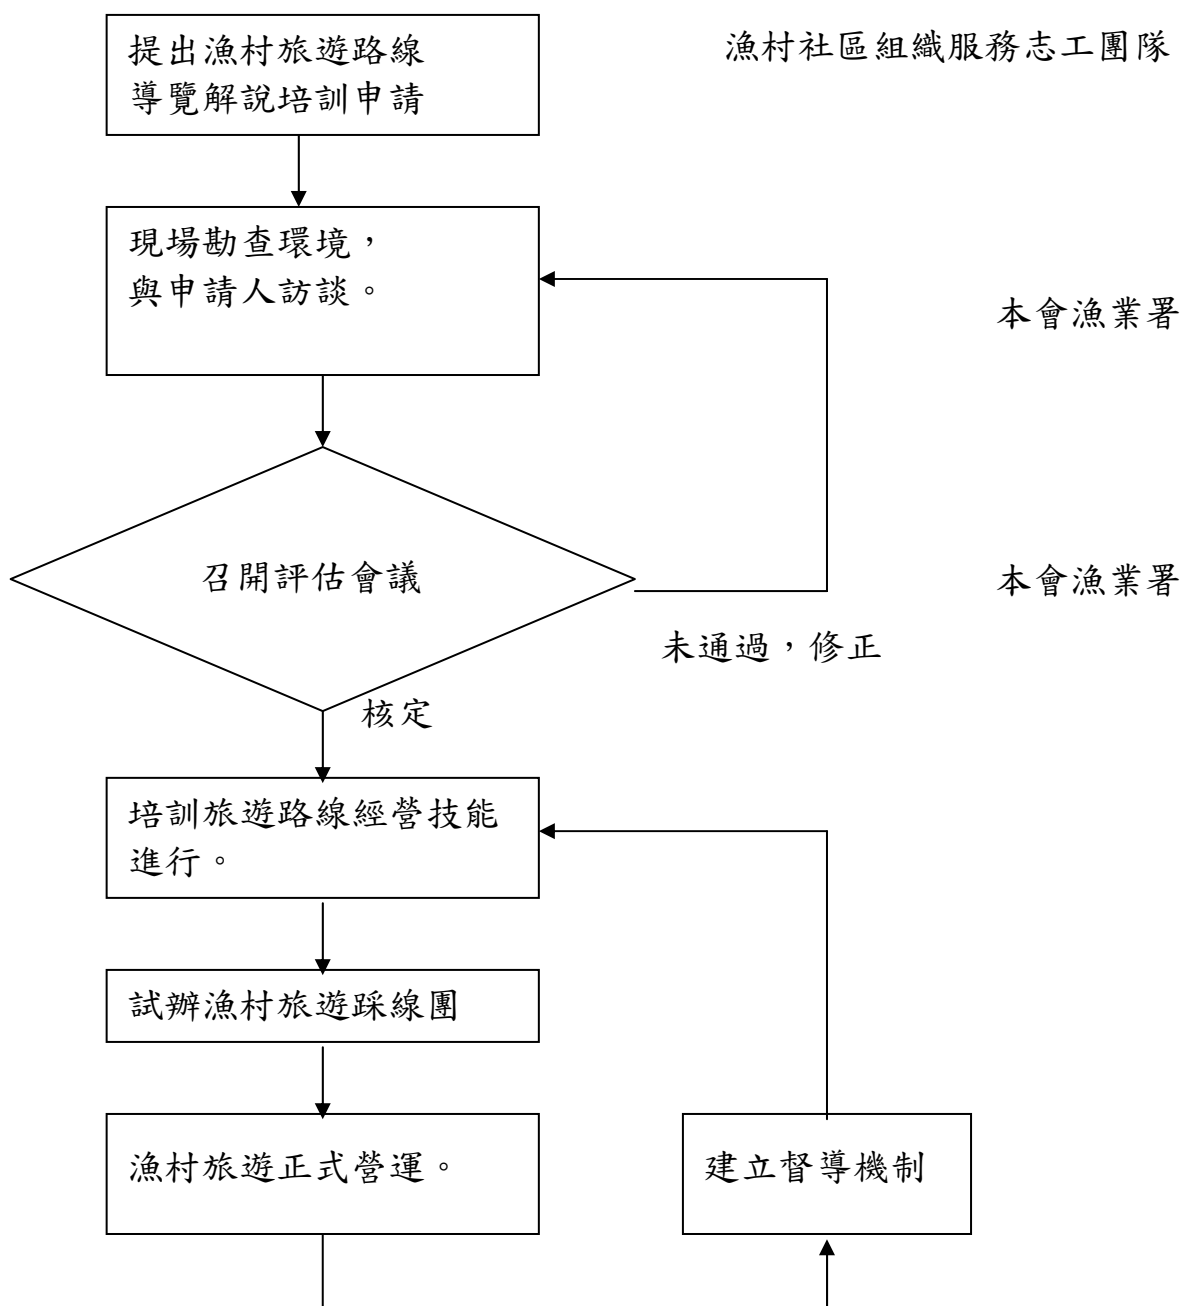 提出漁村旅遊路線
導覽解說培訓申請
漁村社區組織服務志工團隊
現場勘查環境，
與申請人訪談。
本會漁業署
召開評估會議
本會漁業署
未通過，修正
核定
培訓旅遊路線經營技能
進行。
試辦漁村旅遊踩線團
漁村旅遊正式營運。
建立督導機制